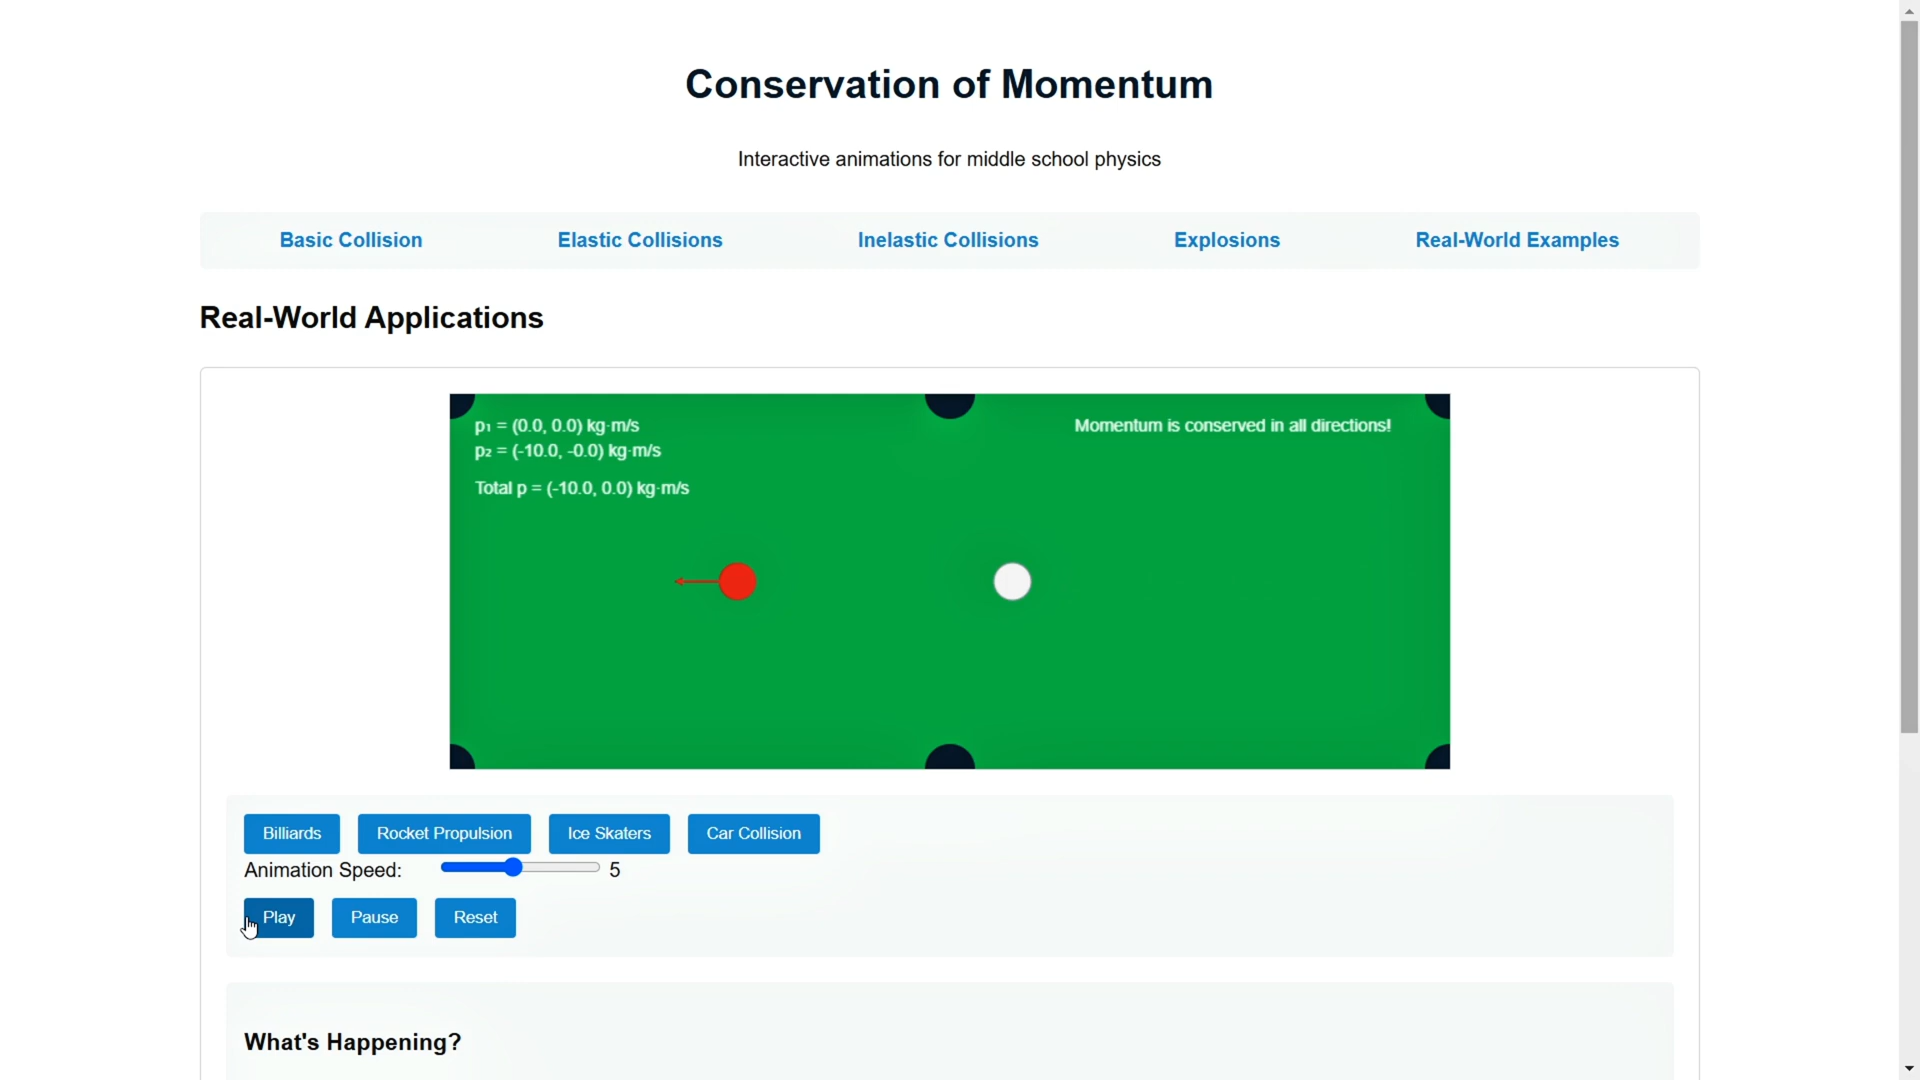 Conservation of Momentum
Interactive animations for middle school physics
Basic Collision Elastic Collisions Inelastic Collisions Explosions Real-World Examples
Real-World Applications
p₁ = (0.0, 0.0) kg·m/s
Momentum is conserved in all directions!
p₂ = (-10.0, -0.0) kg·m/s
Total p = (-10.0, 0.0) kg·m/s
Billiards Rocket Propulsion Ice Skaters Car Collision
Animation Speed: 5
Play Pause Reset
What's Happening?